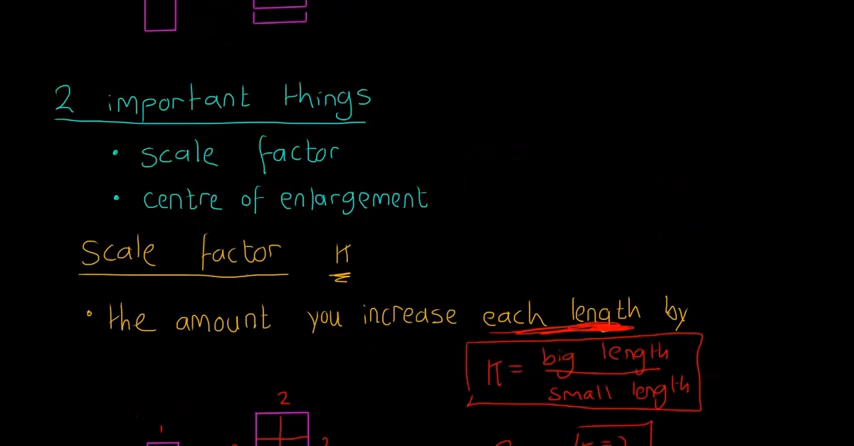 2 important things
• scale factor
• centre of enlargement
Scale factor K
• the amount you increase each length by
K = big length
small length
1
2